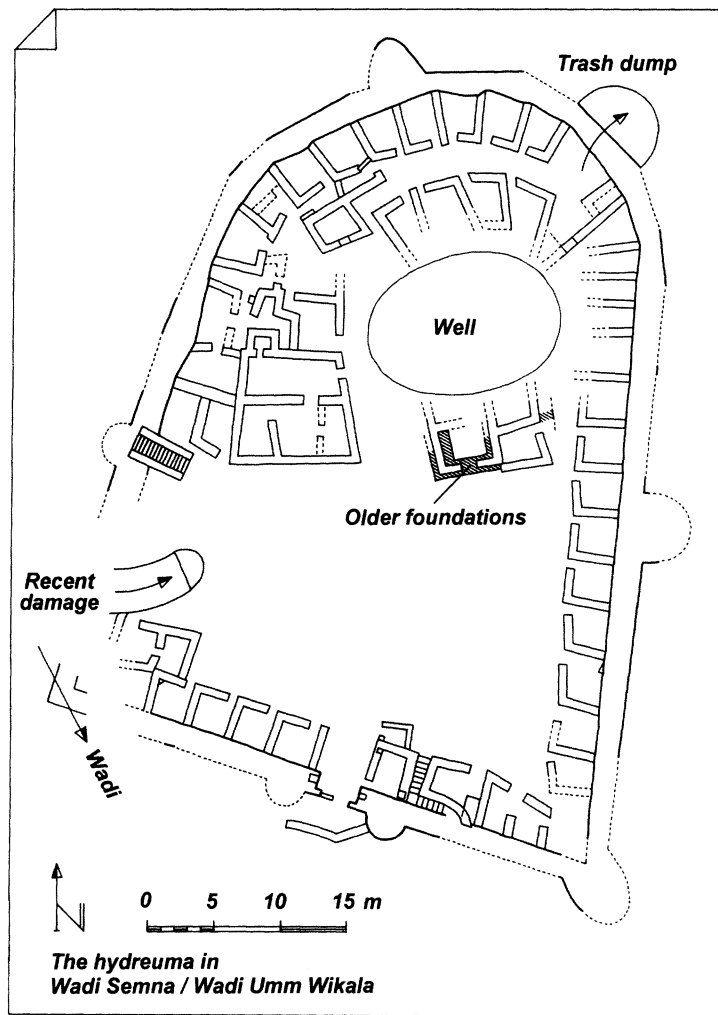 Trash dump
Well
Older foundations
Recent
damage
Wadi
N
0 5 10 15 m
The hydreuma in
Wadi Semna / Wadi Umm Wikala